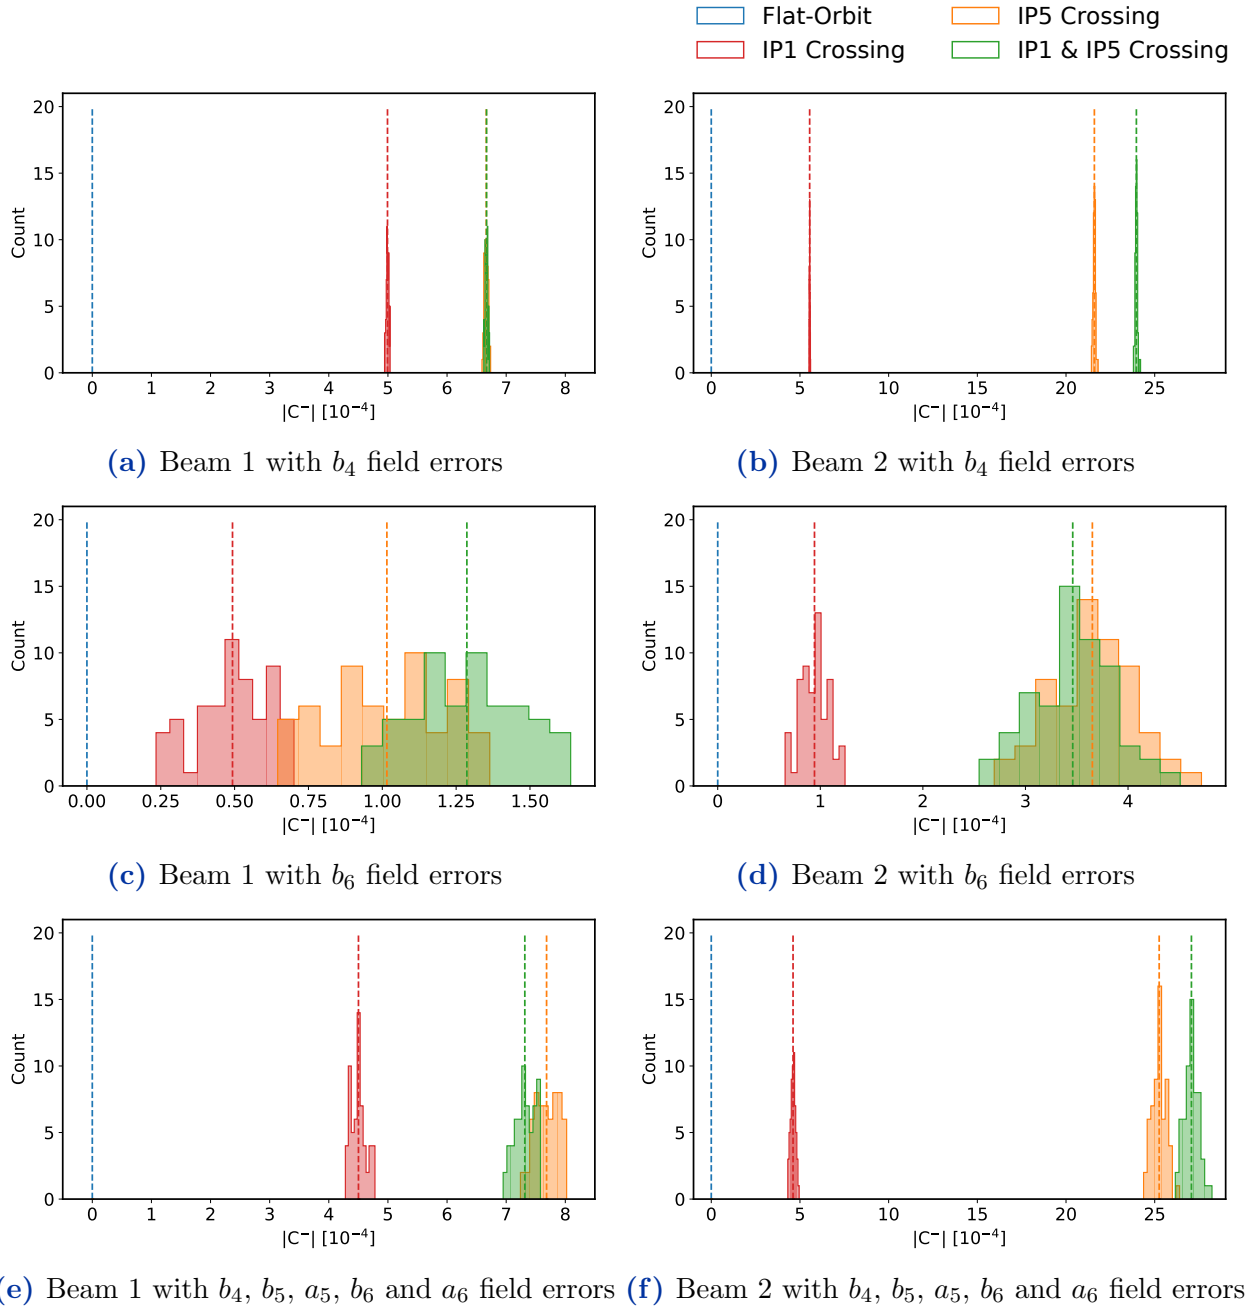 Flat-Orbit
IP5 Crossing
IP1 Crossing
IP1 & IP5 Crossing
20
15
10
5
0
Count
0 1 2 3 4 5 6 7 8
|C⁻| [10⁻⁴]
(a) Beam 1 with b₄ field errors
20
15
10
5
0
Count
0 5 10 15 20 25
|C⁻| [10⁻⁴]
(b) Beam 2 with b₄ field errors
20
15
10
5
0
Count
0.00 0.25 0.50 0.75 1.00 1.25 1.50
|C⁻| [10⁻⁴]
(c) Beam 1 with b₆ field errors
20
15
10
5
0
Count
0 1 2 3 4
|C⁻| [10⁻⁴]
(d) Beam 2 with b₆ field errors
20
15
10
5
0
Count
0 1 2 3 4 5 6 7 8
|C⁻| [10⁻⁴]
(e) Beam 1 with b₄, b₅, a₅, b₆ and a₆ field errors
20
15
10
5
0
Count
0 5 10 15 20 25
|C⁻| [10⁻⁴]
(f) Beam 2 with b₄, b₅, a₅, b₆ and a₆ field errors